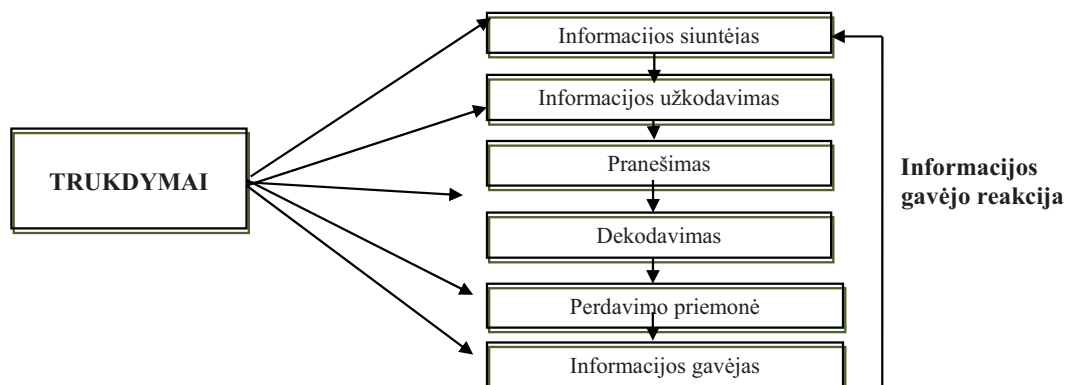 Informacijos siuntėjas
Informacijos užkodavimas
TRUKDYMAI
Pranešimas
Informacijos
gavėjo reakcija
Dekodavimas
Perdavimo priemonė
Informacijos gavėjas